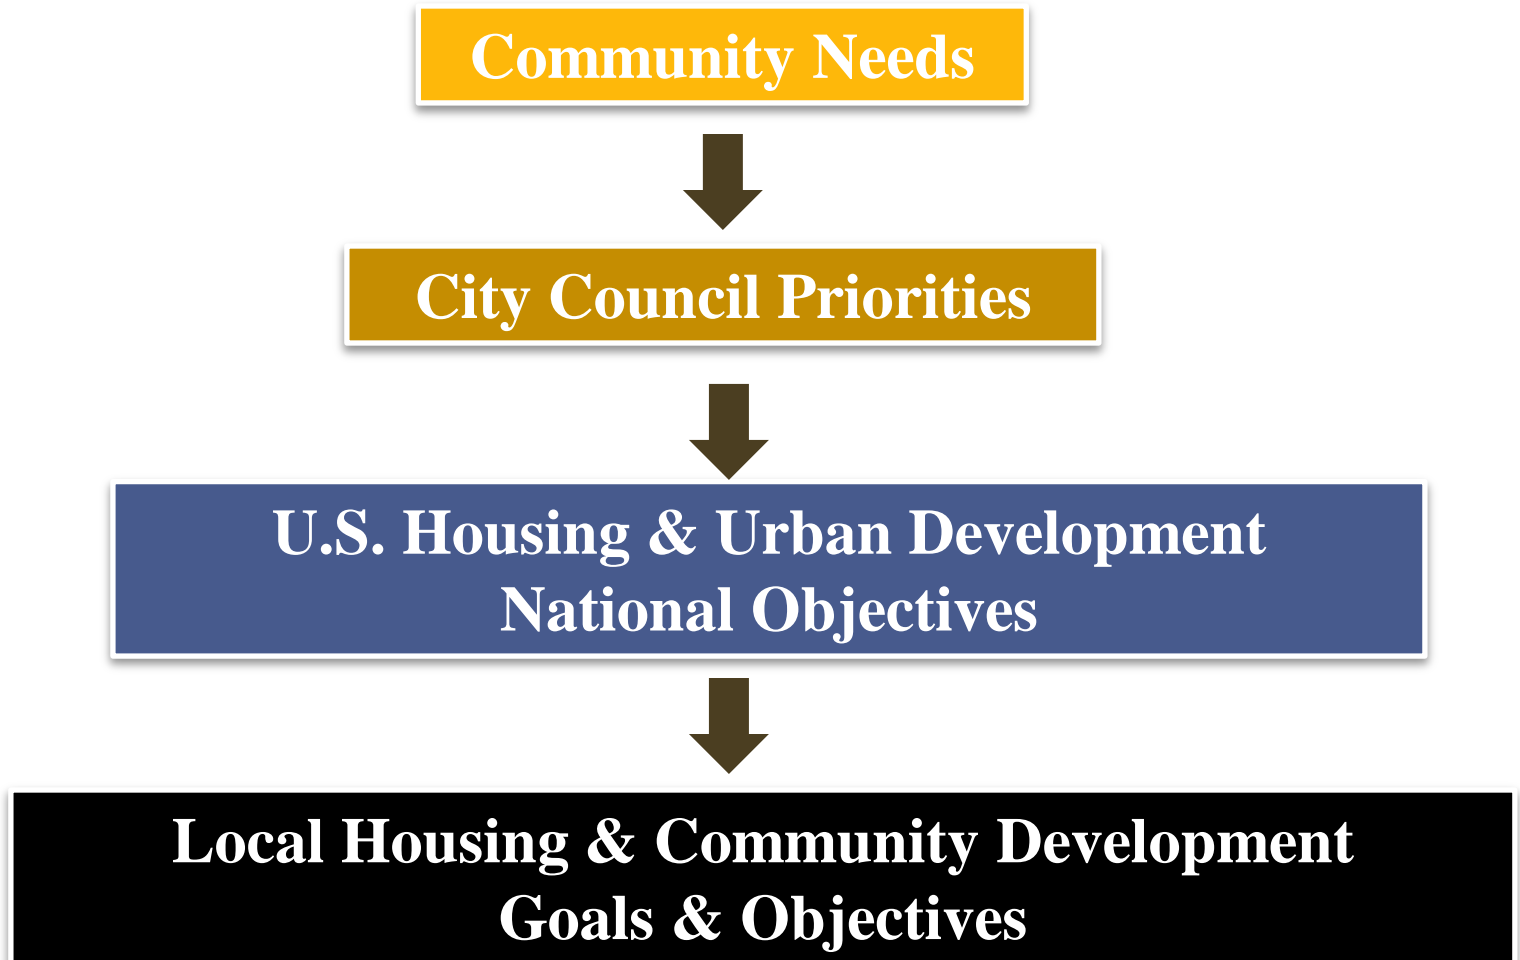 Community Needs
City Council Priorities
U.S. Housing & Urban Development
National Objectives
Local Housing & Community Development
Goals & Objectives